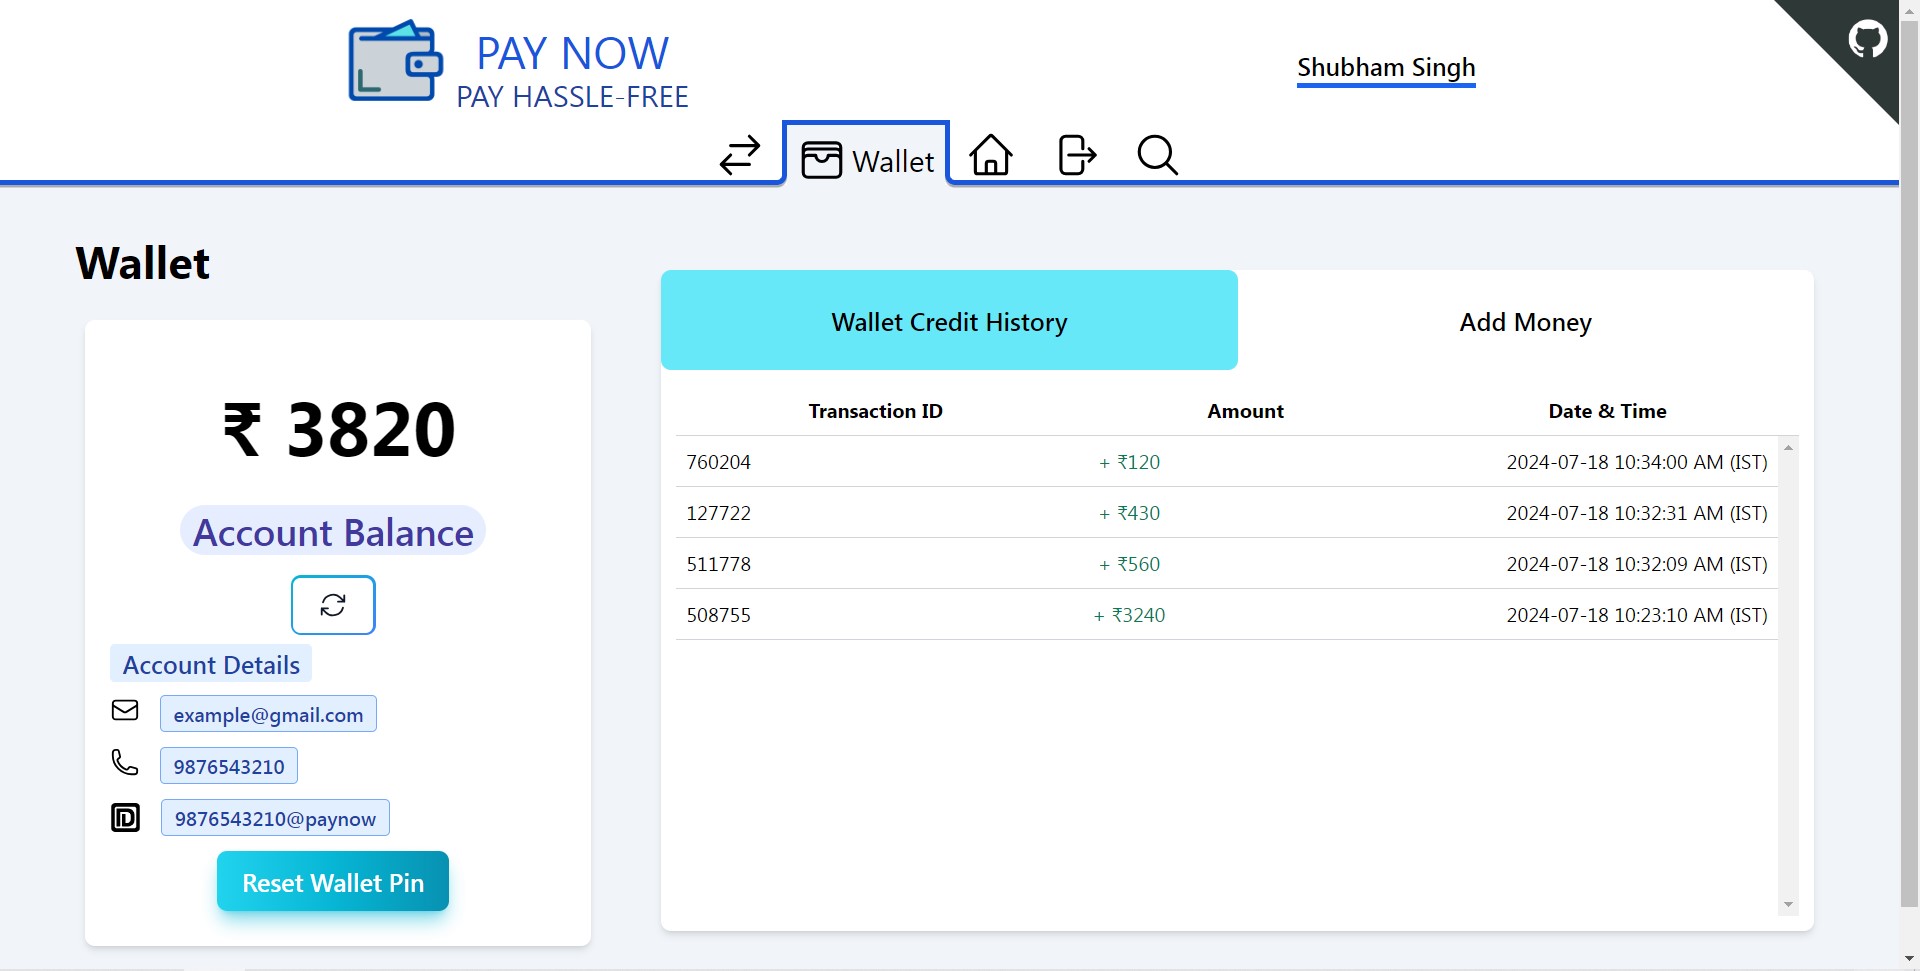 PAY NOW
PAY HASSLE-FREE
Shubham Singh
Wallet
Wallet
₹ 3820
Account Balance
Account Details
example@gmail.com
9876543210
9876543210@paynow
Reset Wallet Pin
Wallet Credit History Add Money
Transaction ID Amount Date & Time
760204 + ₹120 2024-07-18 10:34:00 AM (IST)
127722 + ₹430 2024-07-18 10:32:31 AM (IST)
511778 + ₹560 2024-07-18 10:32:09 AM (IST)
508755 + ₹3240 2024-07-18 10:23:10 AM (IST)